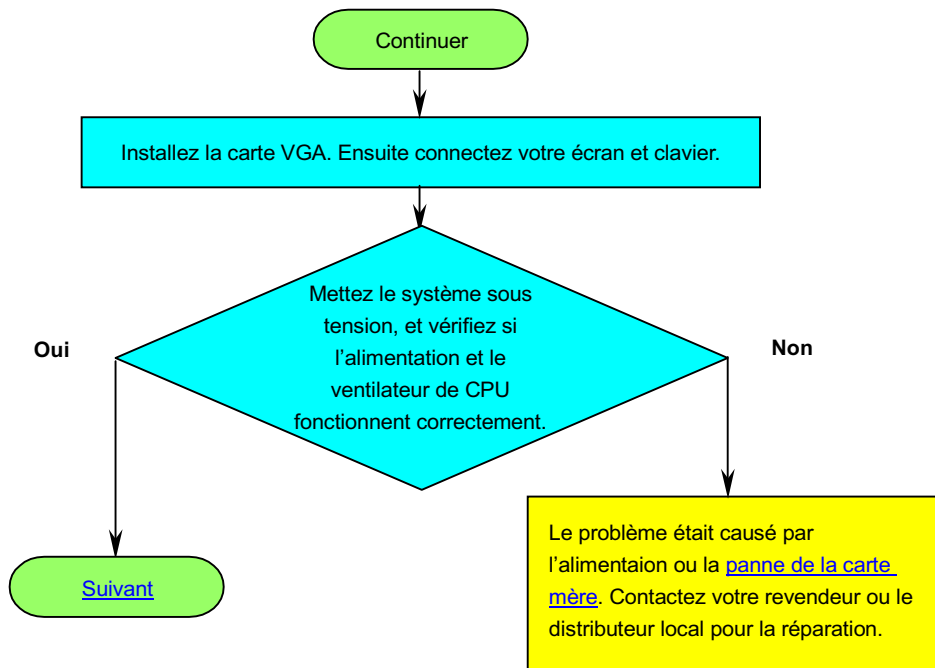 Continuer
Installez la carte VGA. Ensuite connectez votre écran et clavier.
Mettez le système sous
tension, et vérifiez si
l’alimentation et le
ventilateur de CPU
fonctionnent correctement.
Oui
Non
Suivant
Le problème était causé par
l’alimentaion ou la panne de la carte
mère. Contactez votre revendeur ou le
distributeur local pour la réparation.